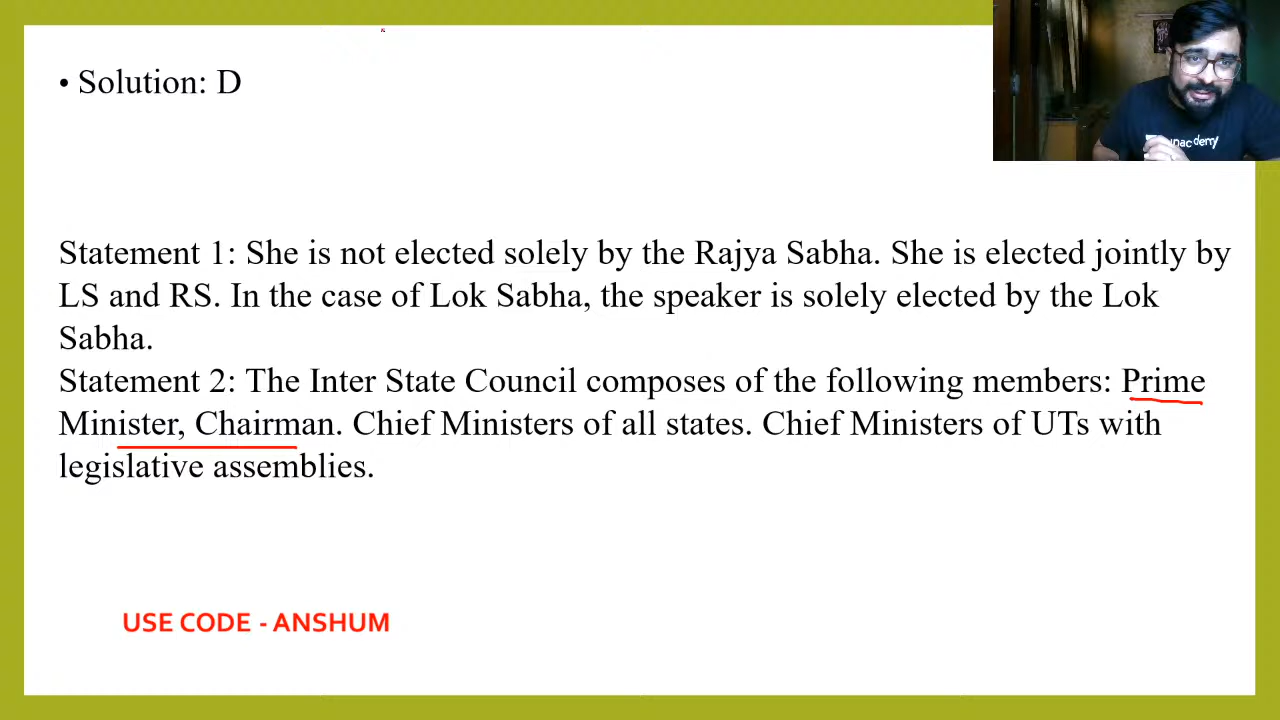 • Solution: D
Statement 1: She is not elected solely by the Rajya Sabha. She is elected jointly by
LS and RS. In the case of Lok Sabha, the speaker is solely elected by the Lok
Sabha.
Statement 2: The Inter State Council composes of the following members: Prime
Minister, Chairman. Chief Ministers of all states. Chief Ministers of UTs with
legislative assemblies.
USE CODE - ANSHUM